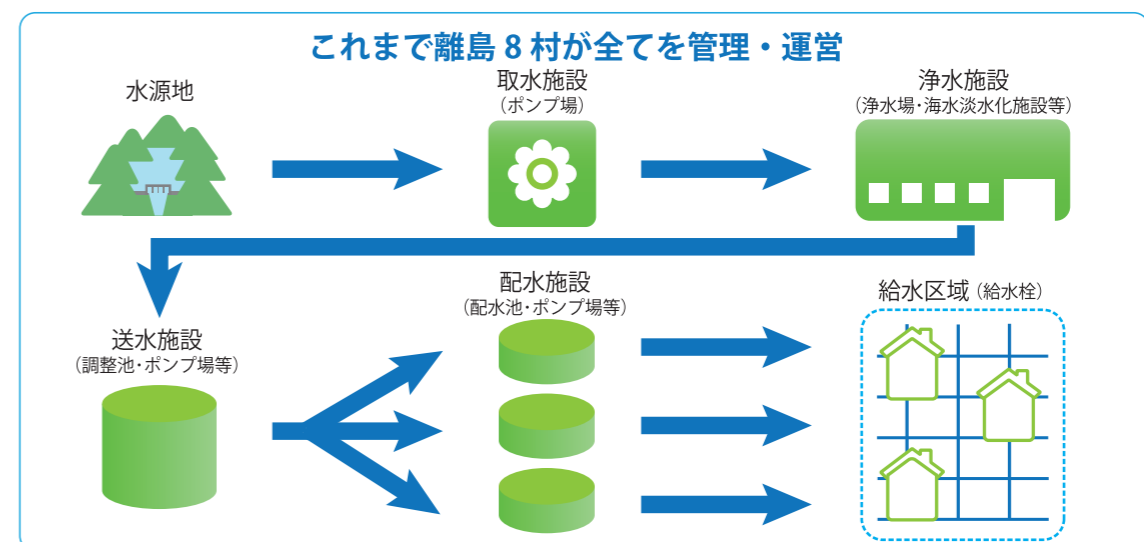 これまで離島 8 村が全てを管理・運営
水源地
取水施設
（ポンプ場）
浄水施設
（浄水場・海水淡水化施設等）
送水施設
（調整池・ポンプ場等）
配水施設
（配水池・ポンプ場等）
給水区域（給水栓）